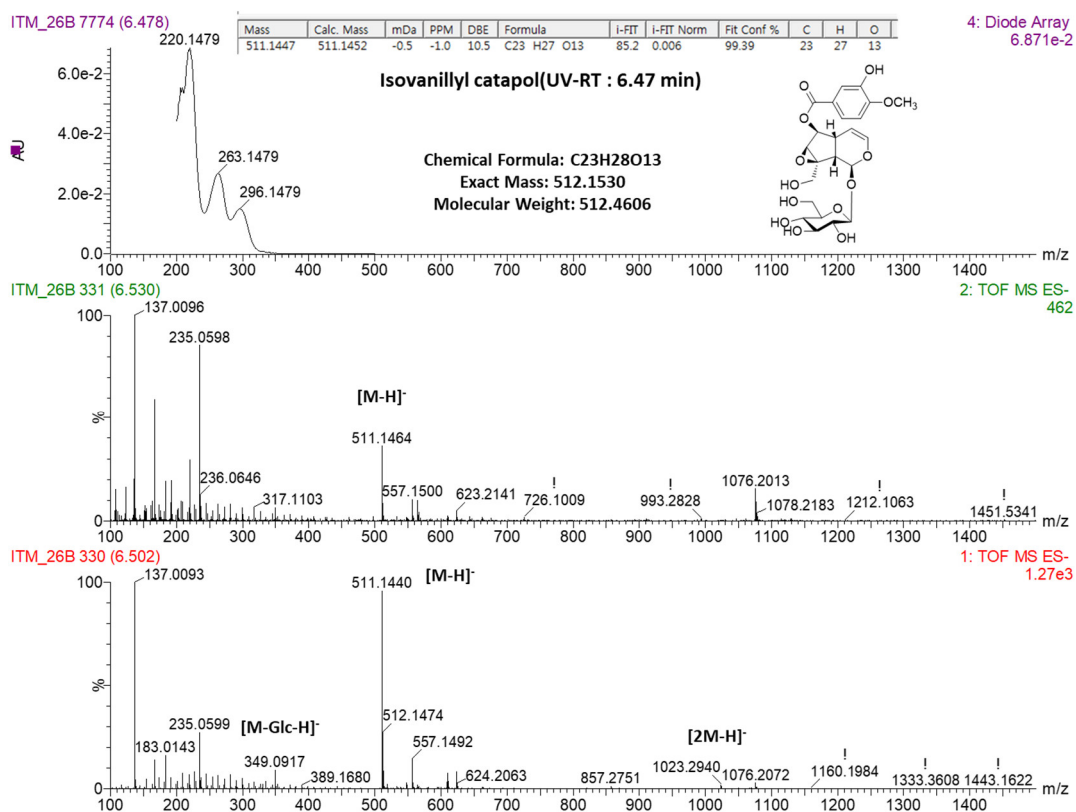 ITM_26B 7774 (6.478)
4: Diode Array
6.871e-2
Mass Calc. Mass mDa PPM DBE Formula i-FIT i-FIT Norm Fit Conf % C H O
511.1447 511.1452 -0.5 -1.0 10.5 C23 H27 O13 85.2 0.006 99.39 23 27 13
Isovanillyl catapol(UV-RT : 6.47 min)
Chemical Formula: C23H28O13
Exact Mass: 512.1530
Molecular Weight: 512.4606
OH
O
OCH3
O
H
O
O
H
HO
O
HO
O
HO
HO
OH
AU
6.0e-2
4.0e-2
2.0e-2
0.0
220.1479
263.1479
296.1479
100 200 300 400 500 600 700 800 900 1000 1100 1200 1300 1400
m/z
ITM_26B 331 (6.530)
2: TOF MS ES-
462
100
%
0
137.0096
235.0598
236.0646
317.1103
[M-H]-
511.1464
557.1500
623.2141
!
726.1009
!
993.2828
1076.2013
1078.2183
!
1212.1063
!
1451.5341
100 200 300 400 500 600 700 800 900 1000 1100 1200 1300 1400
m/z
ITM_26B 330 (6.502)
1: TOF MS ES-
1.27e3
100
%
0
137.0093
183.0143
235.0599
[M-Glc-H]-
349.0917
389.1680
[M-H]-
511.1440
512.1474
557.1492
624.2063
857.2751
[2M-H]-
1023.2940
1076.2072
!
1160.1984
!
1333.3608
!
1443.1622
100 200 300 400 500 600 700 800 900 1000 1100 1200 1300 1400
m/z